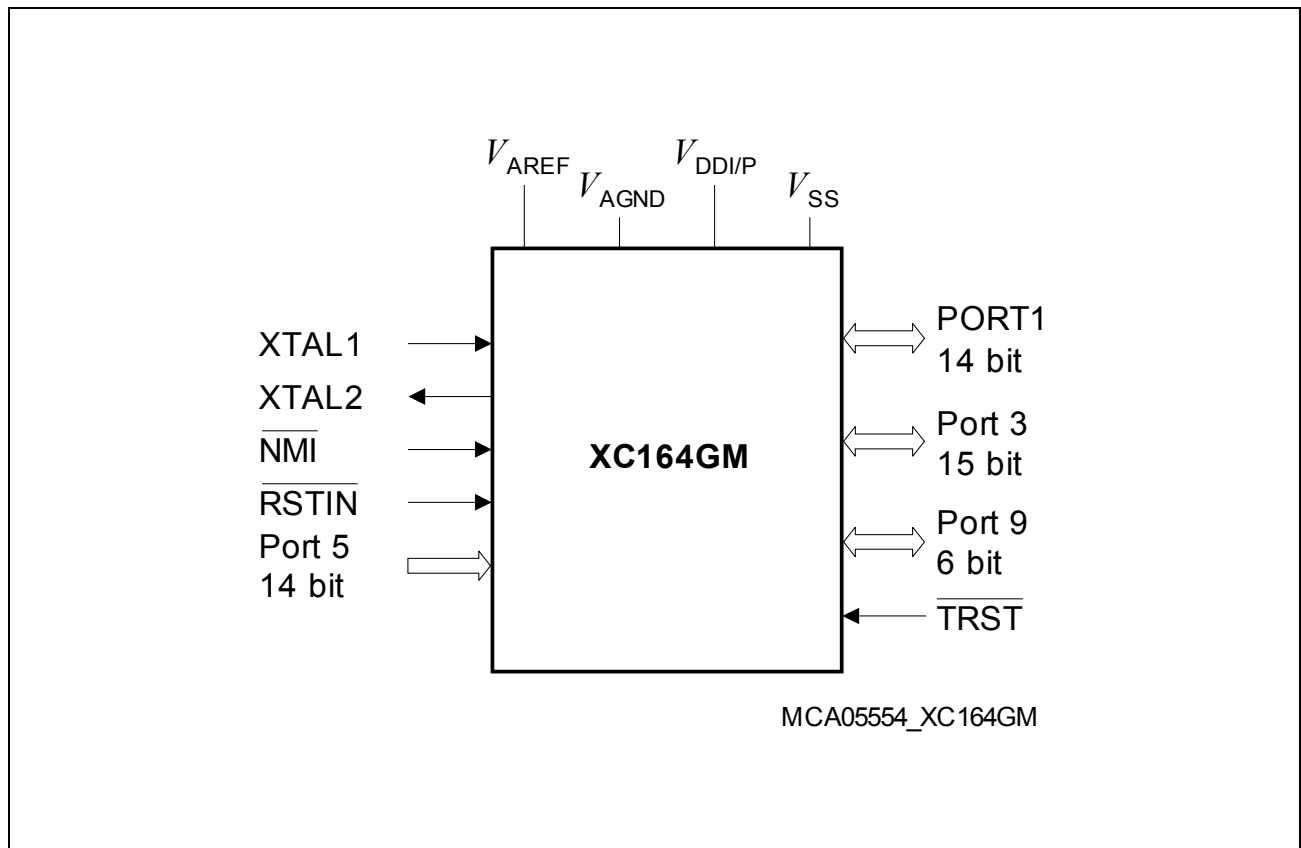 VAREF
VAGND
VDDI/P
VSS
XTAL1
XTAL2
NMI
RSTIN
Port 5
14 bit
XC164GM
PORT1
14 bit
Port 3
15 bit
Port 9
6 bit
TRST
MCA05554_XC164GM